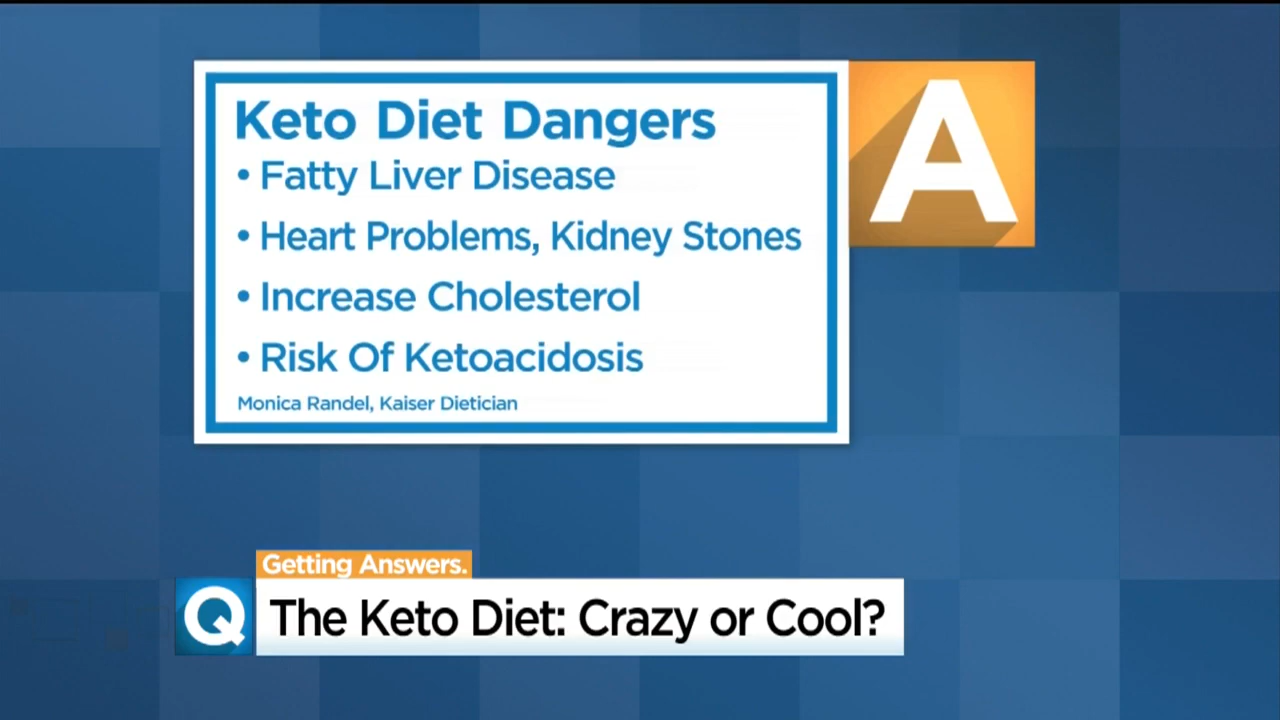 Keto Diet Dangers
• Fatty Liver Disease
• Heart Problems, Kidney Stones
• Increase Cholesterol
• Risk Of Ketoacidosis
Monica Randel, Kaiser Dietician
A
Getting Answers.
Q
The Keto Diet: Crazy or Cool?